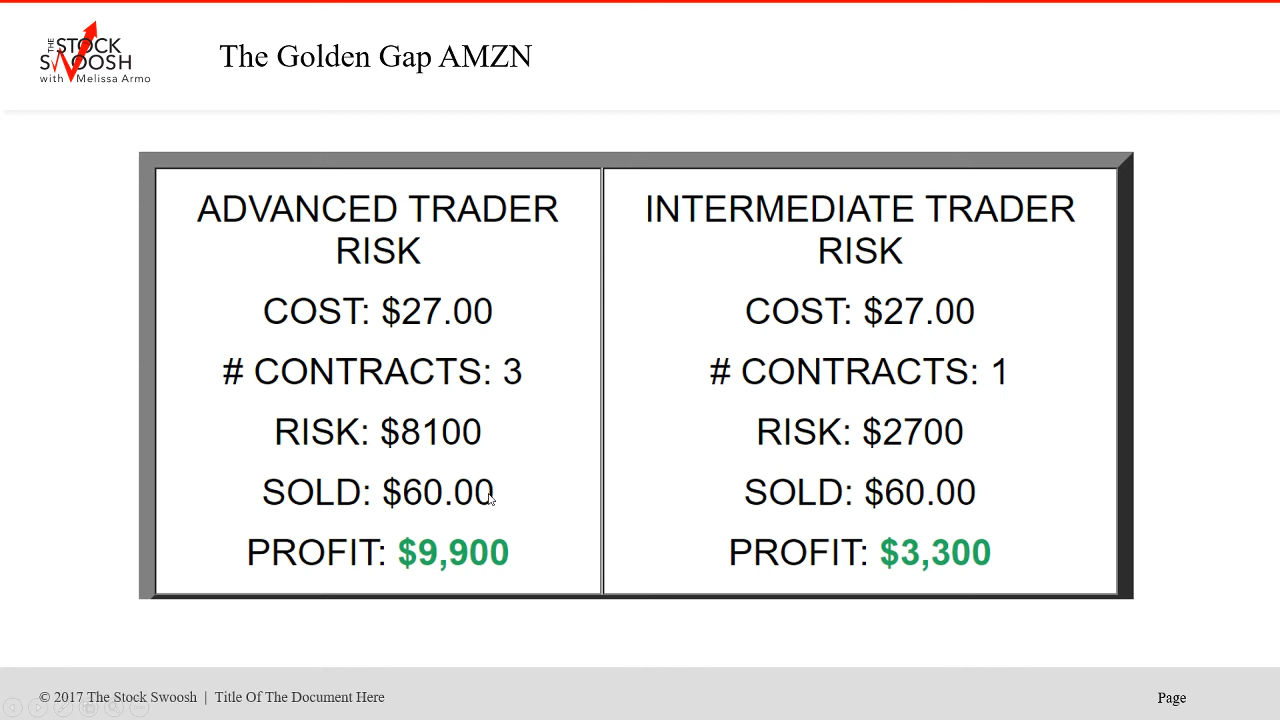 THE STOCK
SWOOSH
with Melissa Armo
The Golden Gap AMZN
ADVANCED TRADER
RISK
COST: $27.00
# CONTRACTS: 3
RISK: $8100
SOLD: $60.00
PROFIT: $9,900
INTERMEDIATE TRADER
RISK
COST: $27.00
# CONTRACTS: 1
RISK: $2700
SOLD: $60.00
PROFIT: $3,300
© 2017 The Stock Swoosh | Title Of The Document Here
Page